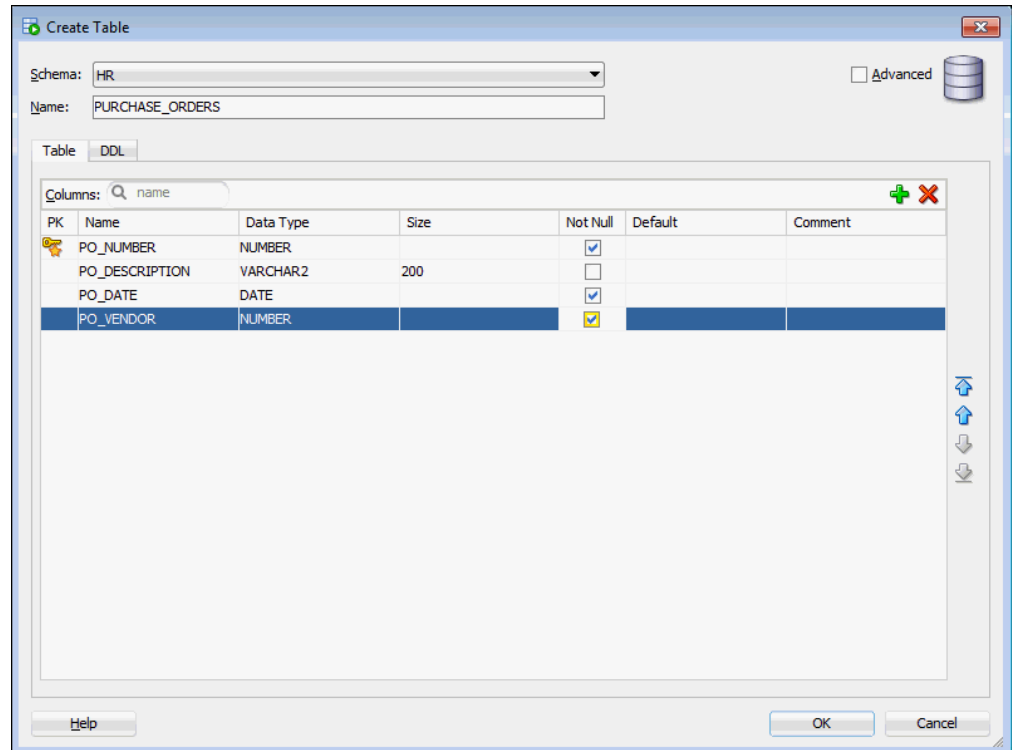 Create Table
Schema: HR Advanced
Name: PURCHASE_ORDERS
Table DDL
Columns: name
PK Name Data Type Size Not Null Default Comment
PO_NUMBER NUMBER
PO_DESCRIPTION VARCHAR2 200
PO_DATE DATE
PO_VENDOR NUMBER
Help OK Cancel